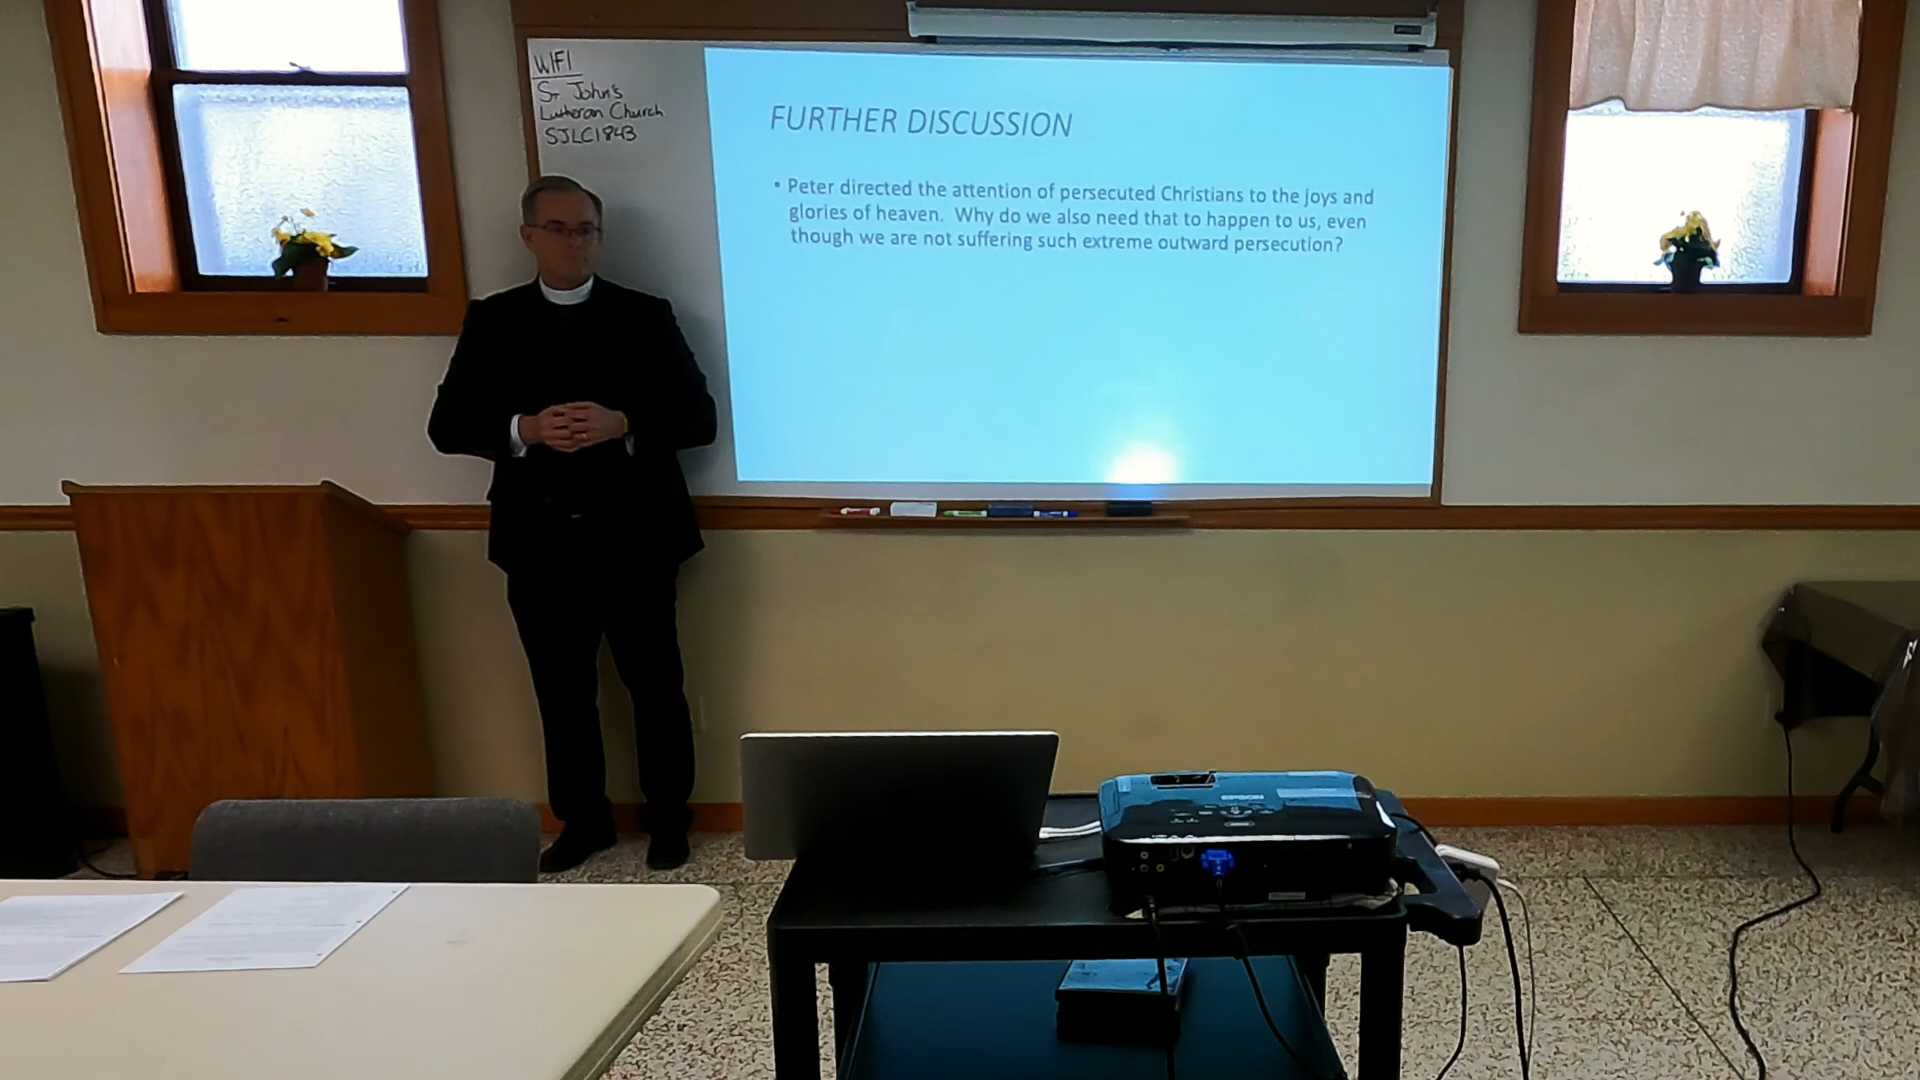 WIFI
St John's
Lutheran Church
SJLC1843
FURTHER DISCUSSION
• Peter directed the attention of persecuted Christians to the joys and
glories of heaven. Why do we also need that to happen to us, even
though we are not suffering such extreme outward persecution?
EPSON